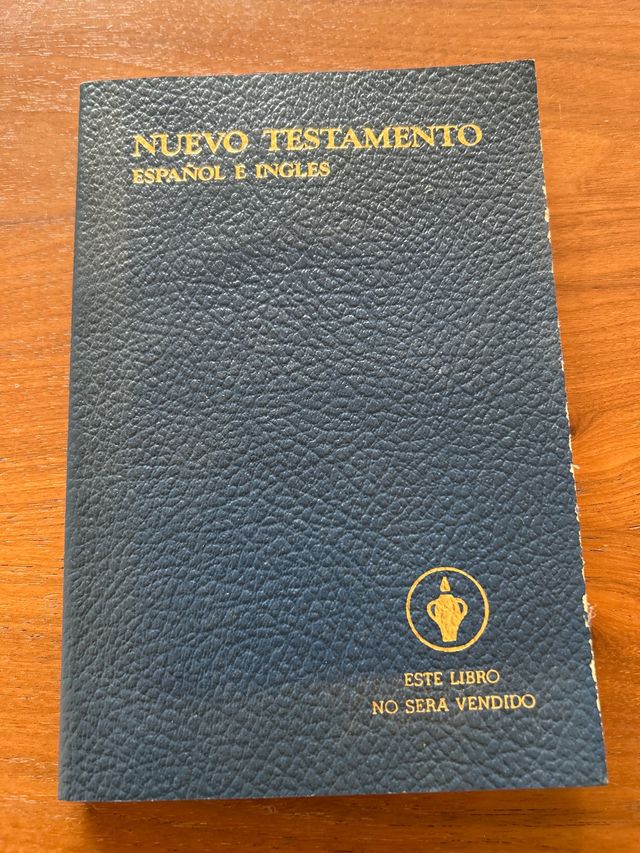 NUEVO TESTAMENTO
ESPAÑOL E INGLES
ESTE LIBRO
NO SERA VENDIDO